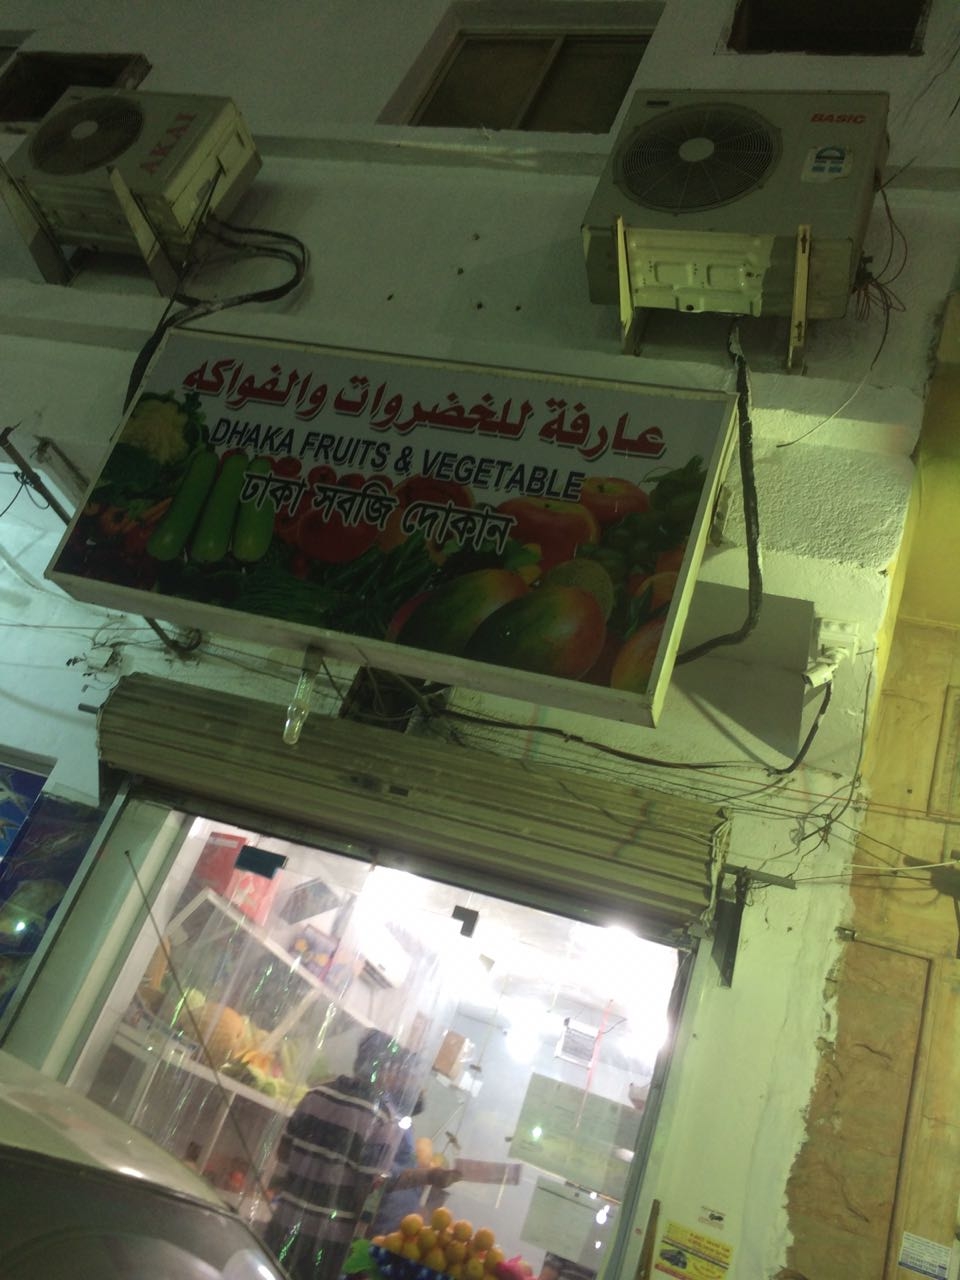 AKAI
BASIC
عارفة للخضروات والفواكه
DHAKA FRUITS & VEGETABLE
ঢাকা সবজি দোকান